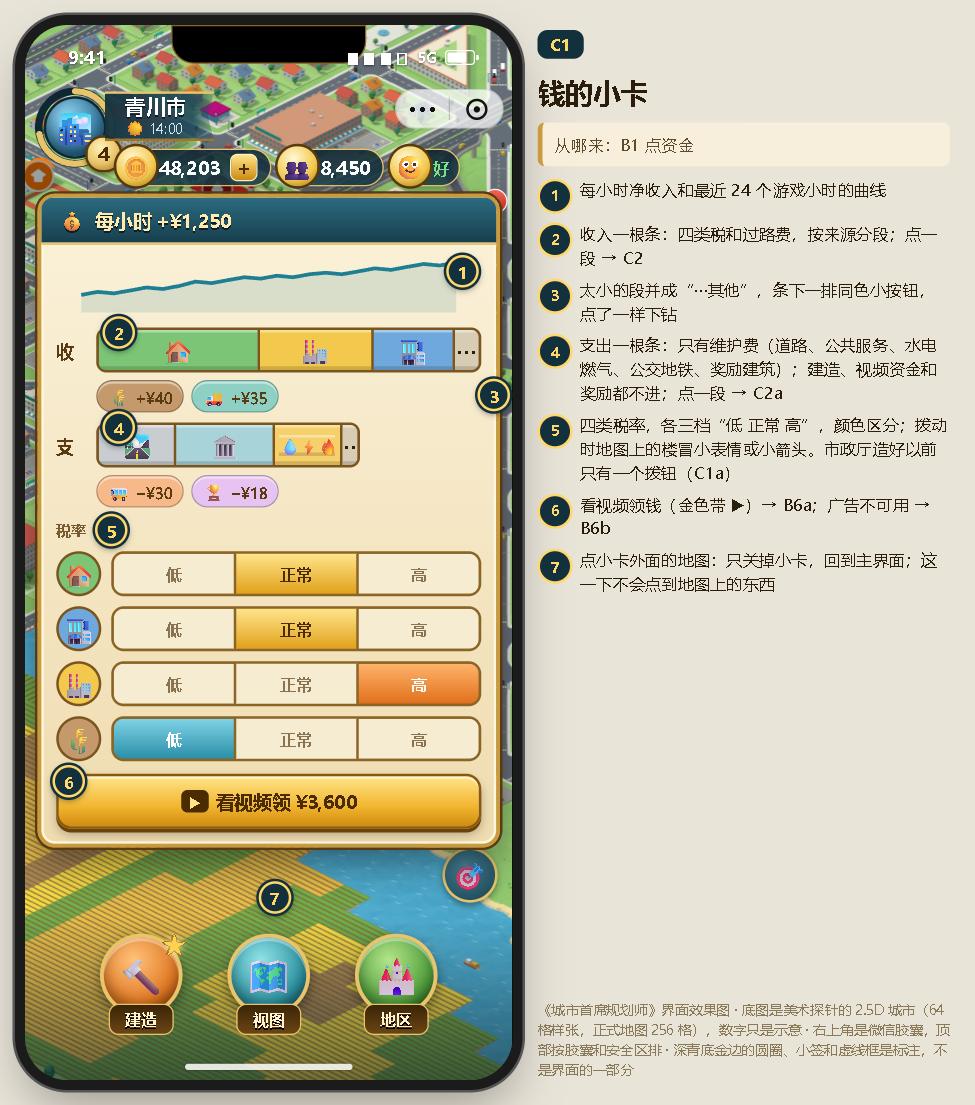 9:41
5G
青川市
14:00
4
48,203
+
8,450
好
每小时 +¥1,250
1
2
收
...
+¥40
+¥35
3
4
支
..
−¥30
−¥18
税率
5
低
正常
高
低
正常
高
低
正常
高
低
正常
高
6
看视频领 ¥3,600
7
建造
视图
地区
C1
钱的小卡
从哪来：B1 点资金
1
每小时净收入和最近 24 个游戏小时的曲线
2
收入一根条：四类税和过路费，按来源分段；点一
段 → C2
3
太小的段并成“…其他”，条下一排同色小按钮，
点了一样下钻
4
支出一根条：只有维护费（道路、公共服务、水电
燃气、公交地铁、奖励建筑）；建造、视频资金和
奖励都不进；点一段 → C2a
5
四类税率，各三档“低 正常 高”，颜色区分；拨动
时地图上的楼冒小表情或小箭头。市政厅造好以前
只有一个拨钮（C1a）
6
看视频领钱（金色带 ▶）→ B6a；广告不可用 →
B6b
7
点小卡外面的地图：只关掉小卡，回到主界面；这
一下不会点到地图上的东西
《城市首席规划师》界面效果图 · 底图是美术探针的 2.5D 城市（64
格样张，正式地图 256 格），数字只是示意 · 右上角是微信胶囊，顶
部按胶囊和安全区排 · 深青底金边的圆圈、小签和虚线框是标注，不
是界面的一部分